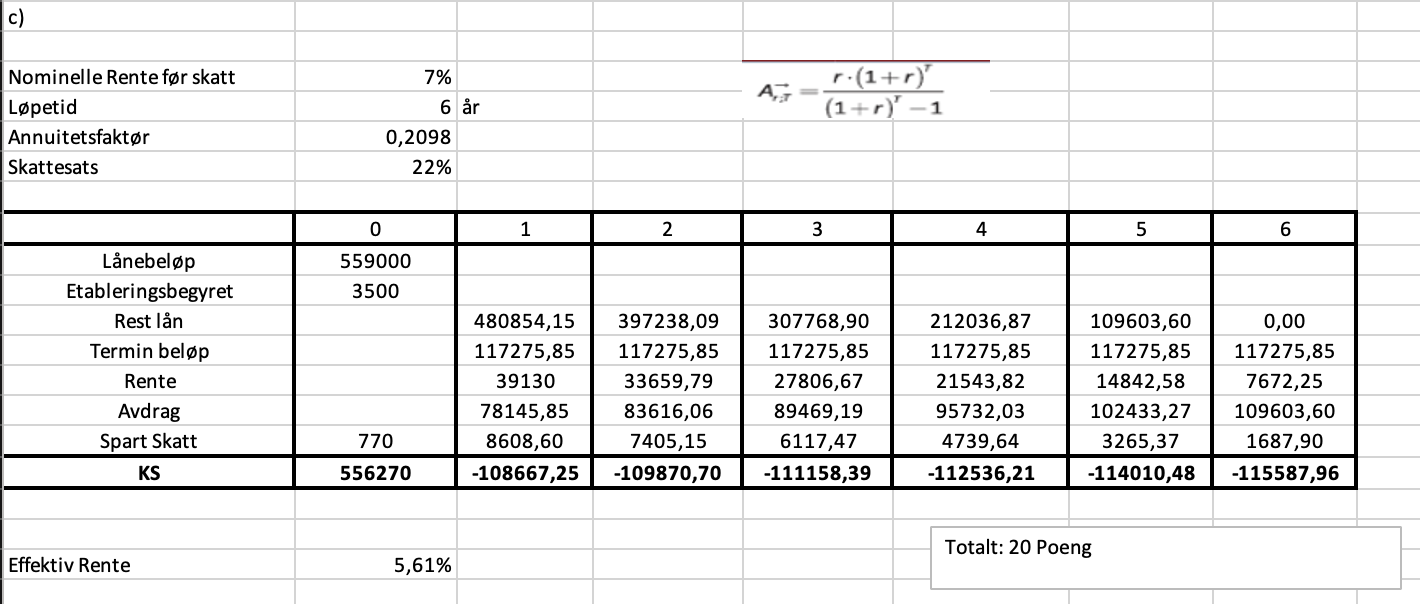 c)
Nominelle Rente før skatt 7%
Løpetid 6 år
Annuitetsfaktør 0,2098
Skattesats 22%
A r,T = r·(1+r)^T / (1+r)^T −1
0 1 2 3 4 5 6
Lånebeløp 559000
Etableringsbegyret 3500
Rest lån 480854,15 397238,09 307768,90 212036,87 109603,60 0,00
Termin beløp 117275,85 117275,85 117275,85 117275,85 117275,85 117275,85
Rente 39130 33659,79 27806,67 21543,82 14842,58 7672,25
Avdrag 78145,85 83616,06 89469,19 95732,03 102433,27 109603,60
Spart Skatt 770 8608,60 7405,15 6117,47 4739,64 3265,37 1687,90
KS 556270 -108667,25 -109870,70 -111158,39 -112536,21 -114010,48 -115587,96
Totalt: 20 Poeng
Effektiv Rente 5,61%